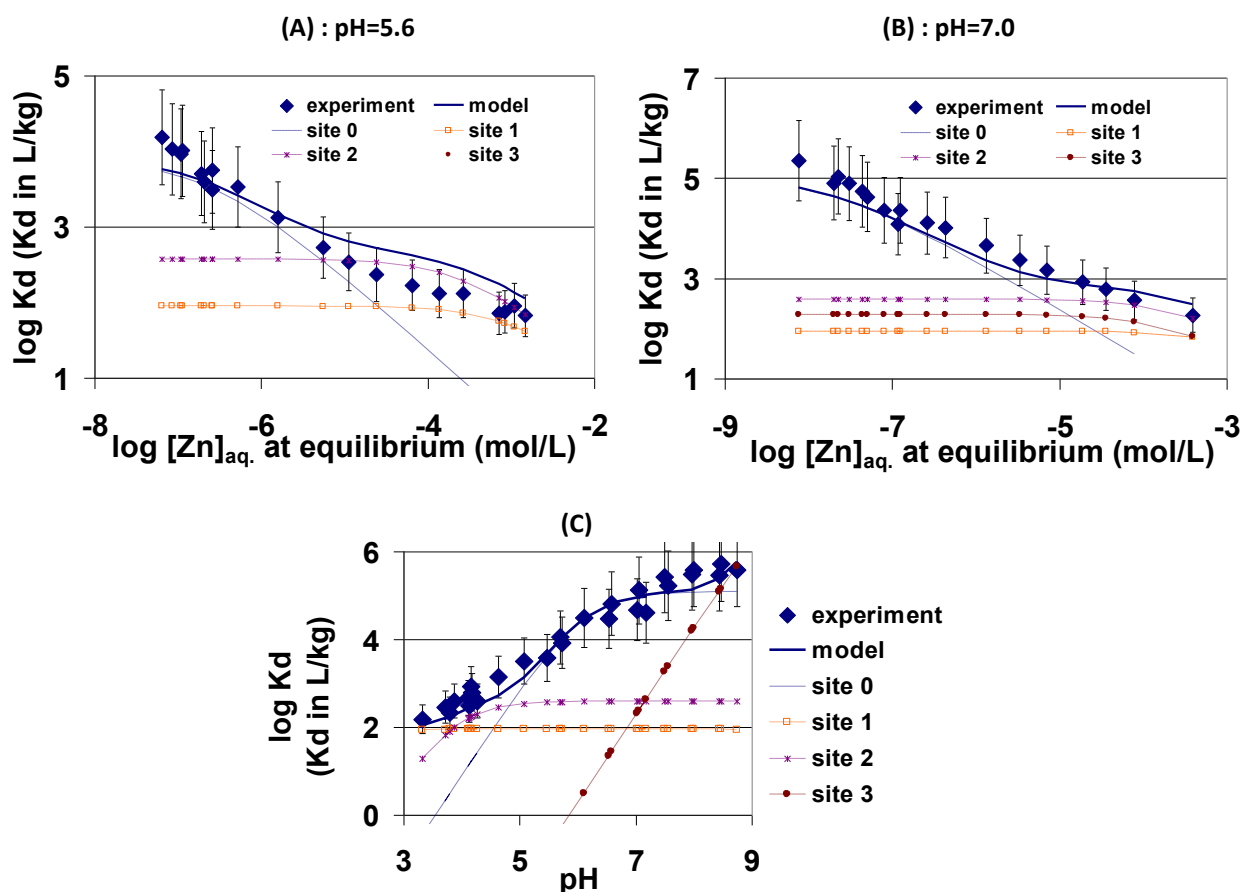 (A) : pH=5.6
5
3
1
log Kd (Kd in L/kg)
experiment
model
site 0
site 1
site 2
site 3
-8
-6
-4
-2
log [Zn]aq. at equilibrium (mol/L)
(B) : pH=7.0
7
5
3
1
log Kd (Kd in L/kg)
experiment
model
site 0
site 1
site 2
site 3
-9
-7
-5
-3
log [Zn]aq. at equilibrium (mol/L)
(C)
6
4
2
0
log Kd
(Kd in L/kg)
3
5
7
9
pH
experiment
model
site 0
site 1
site 2
site 3